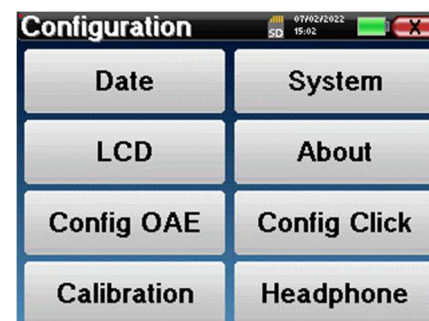 Configuration
SD
07/02/2022
15:02
X
Date
System
LCD
About
Config OAE
Config Click
Calibration
Headphone